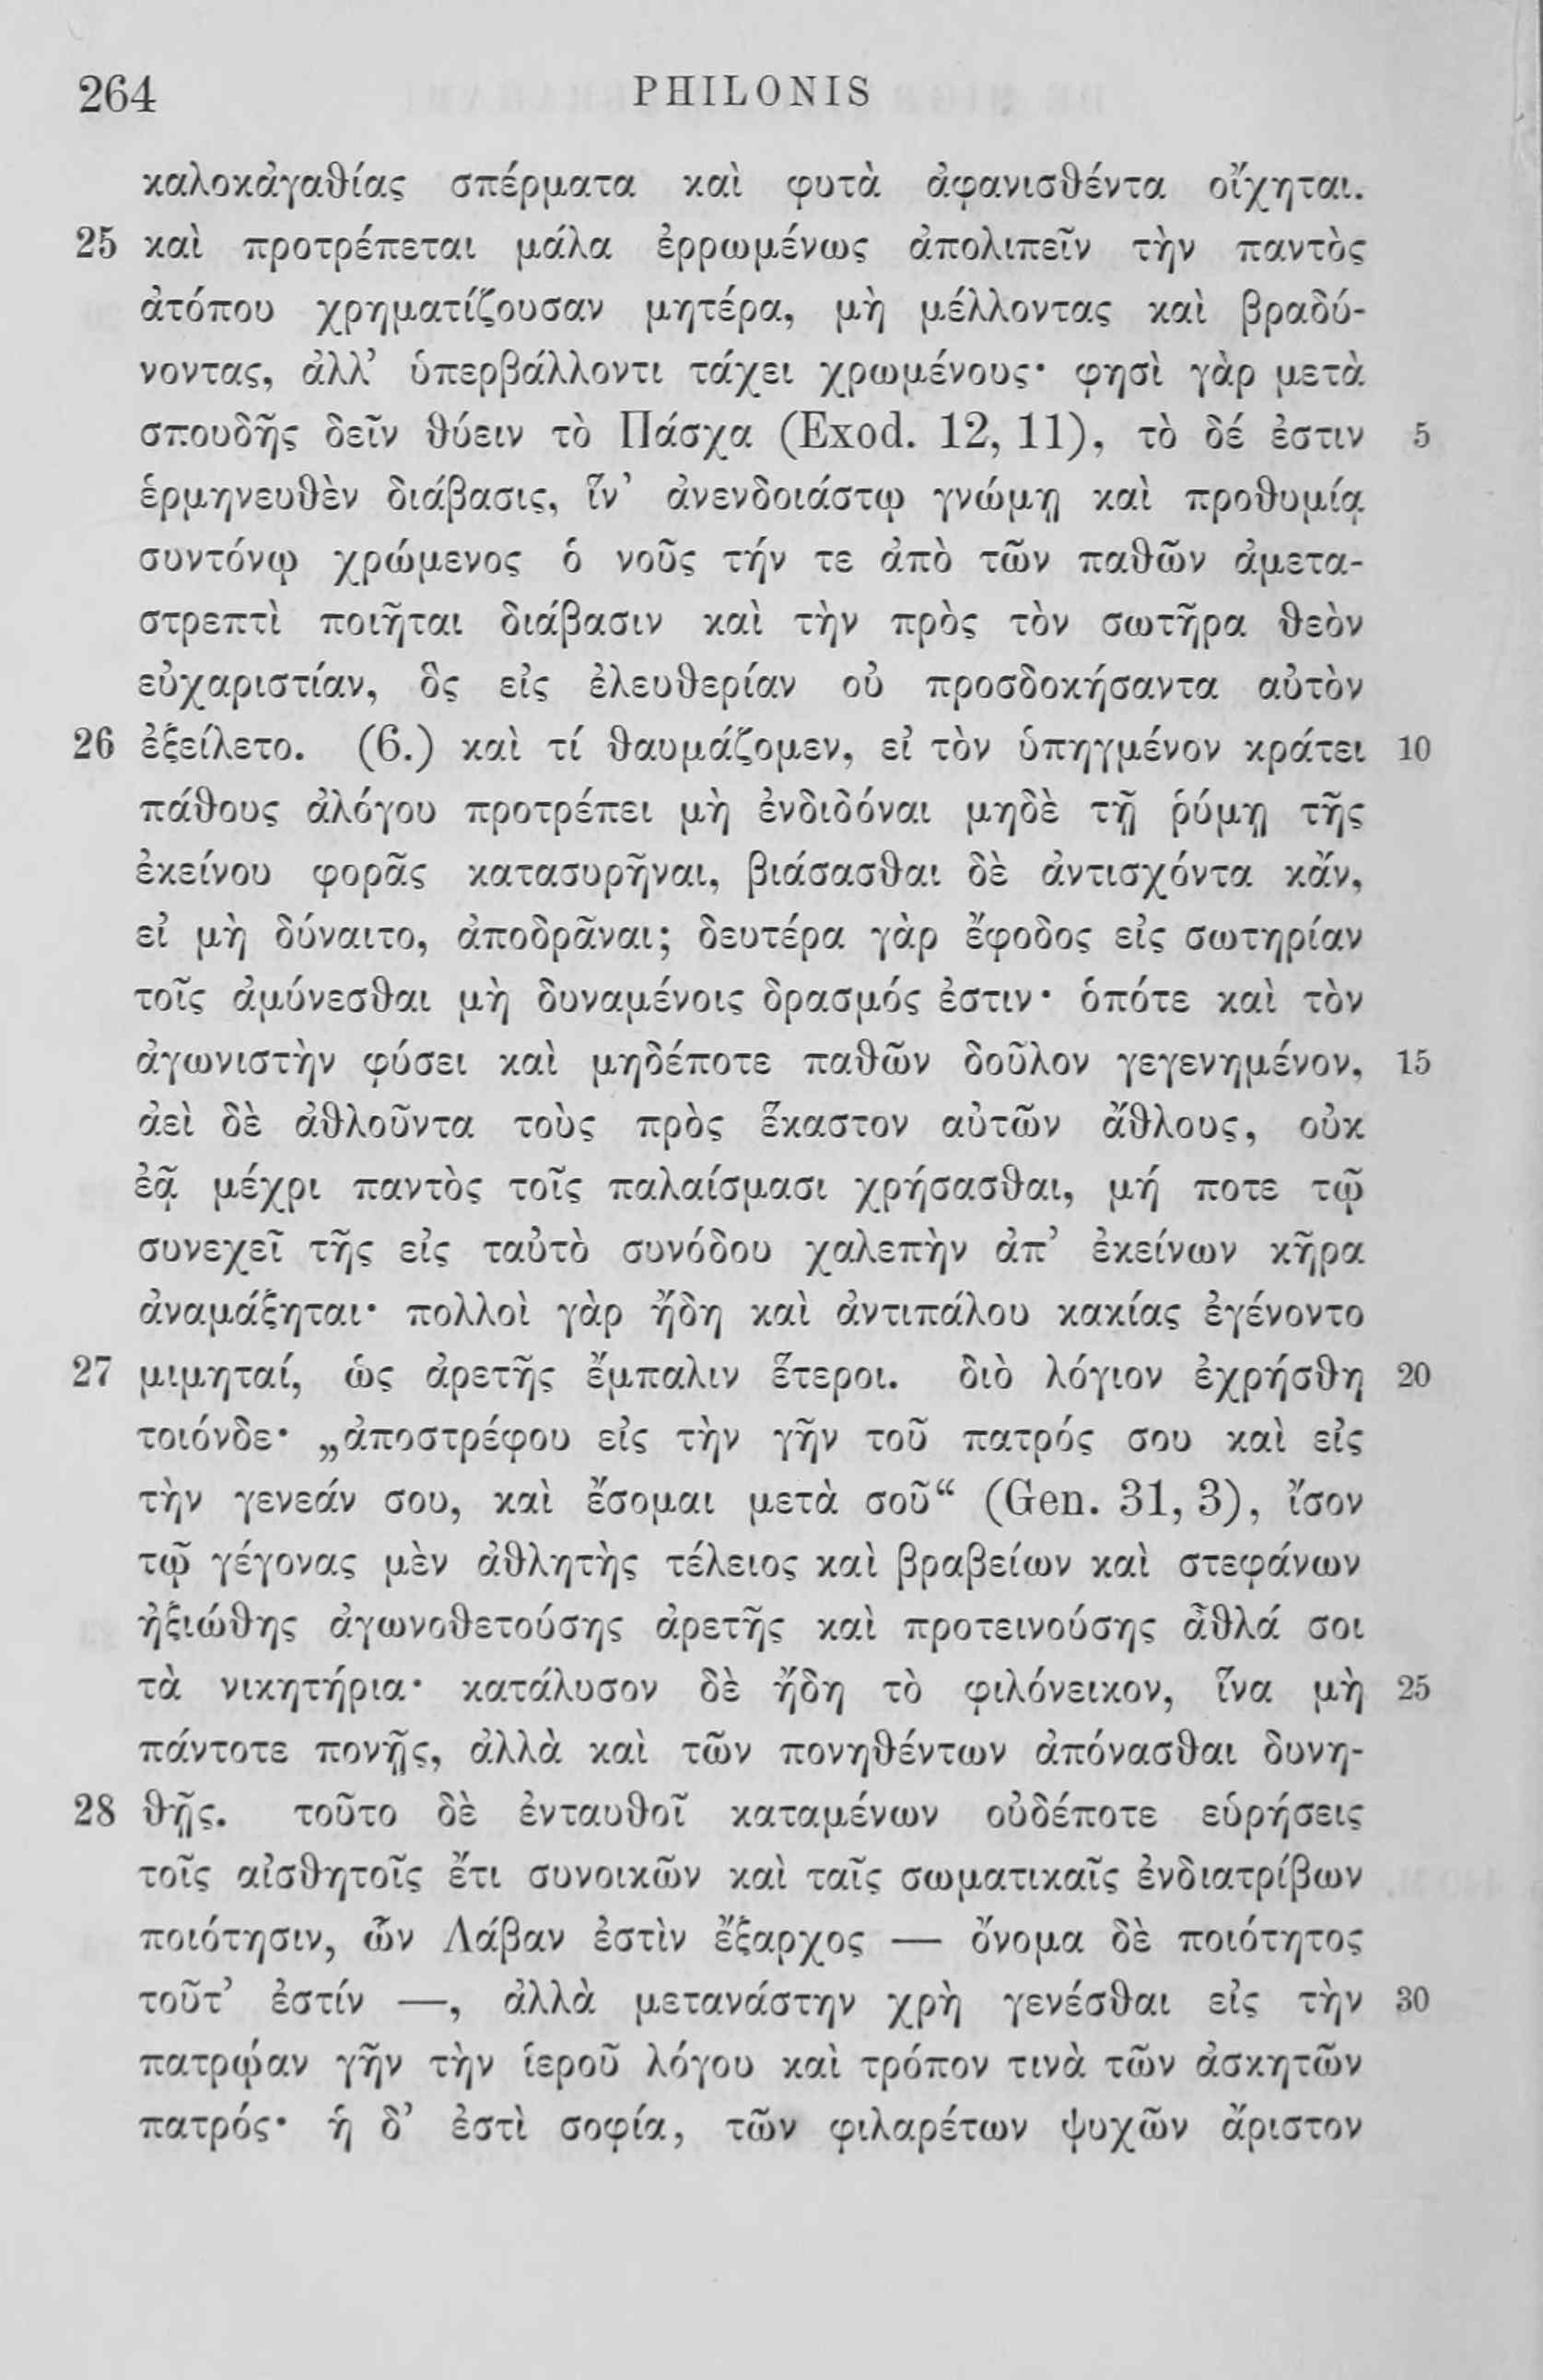 264 PHILONIS
καλοκἀγαθίας σπέρματα καὶ φυτὰ ἀφανισθέντα οἴχηται.
25 καὶ προτρέπεται μάλα ἐρρωμένως ἀπολιπεῖν τὴν παντὸς
ἀτόπου χρηματίζουσαν μητέρα, μὴ μέλλοντας καὶ βραδύ-
νοντας, ἀλλ’ ὑπερβάλλοντι τάχει χρωμένους· φησὶ γὰρ μετὰ
σπουδῆς δεῖν θύειν τὸ Πάσχα (Exod. 12, 11), τὸ δέ ἐστιν 5
ἑρμηνευθὲν διάβασις, ἵν’ ἀνενδοιάστῳ γνώμῃ καὶ προθυμίᾳ
συντόνῳ χρώμενος ὁ νοῦς τήν τε ἀπὸ τῶν παθῶν ἀμετα-
στρεπτὶ ποιῆται διάβασιν καὶ τὴν πρὸς τὸν σωτῆρα θεὸν
εὐχαριστίαν, ὃς εἰς ἐλευθερίαν οὐ προσδοκήσαντα αὐτὸν
26 ἐξείλετο. (6.) καὶ τί θαυμάζομεν, εἰ τὸν ὑπηγμένον κράτει 10
πάθους ἀλόγου προτρέπει μὴ ἐνδιδόναι μηδὲ τῇ ῥύμῃ τῆς
ἐκείνου φορᾶς κατασυρῆναι, βιάσασθαι δὲ ἀντισχόντα κἄν,
εἰ μὴ δύναιτο, ἀποδρᾶναι; δευτέρα γὰρ ἔφοδος εἰς σωτηρίαν
τοῖς ἀμύνεσθαι μὴ δυναμένοις δρασμός ἐστιν· ὁπότε καὶ τὸν
ἀγωνιστὴν φύσει καὶ μηδέποτε παθῶν δοῦλον γεγενημένον, 15
ἀεὶ δὲ ἀθλοῦντα τοὺς πρὸς ἕκαστον αὐτῶν ἄθλους, οὐκ
ἐᾷ μέχρι παντὸς τοῖς παλαίσμασι χρήσασθαι, μή ποτε τῷ
συνεχεῖ τῆς εἰς ταὐτὸ συνόδου χαλεπὴν ἀπ’ ἐκείνων κῆρα
ἀναμάξηται· πολλοὶ γὰρ ἤδη καὶ ἀντιπάλου κακίας ἐγένοντο
27 μιμηταί, ὡς ἀρετῆς ἔμπαλιν ἕτεροι. διὸ λόγιον ἐχρήσθη 20
τοιόνδε· „ἀποστρέφου εἰς τὴν γῆν τοῦ πατρός σου καὶ εἰς
τὴν γενεάν σου, καὶ ἔσομαι μετὰ σοῦ“ (Gen. 31, 3), ἴσον
τῷ γέγονας μὲν ἀθλητὴς τέλειος καὶ βραβείων καὶ στεφάνων
ἠξιώθης ἀγωνοθετούσης ἀρετῆς καὶ προτεινούσης ἆθλά σοι
τὰ νικητήρια· κατάλυσον δὲ ἤδη τὸ φιλόνεικον, ἵνα μὴ 25
πάντοτε πονῇς, ἀλλὰ καὶ τῶν πονηθέντων ἀπόνασθαι δυνη-
28 θῇς. τοῦτο δὲ ἐνταυθοῖ καταμένων οὐδέποτε εὑρήσεις
τοῖς αἰσθητοῖς ἔτι συνοικῶν καὶ ταῖς σωματικαῖς ἐνδιατρίβων
ποιότησιν, ὧν Λάβαν ἐστὶν ἔξαρχος — ὄνομα δὲ ποιότητος
τοῦτ’ ἐστίν —, ἀλλὰ μετανάστην χρὴ γενέσθαι εἰς τὴν 30
πατρῴαν γῆν τὴν ἱεροῦ λόγου καὶ τρόπον τινὰ τῶν ἀσκητῶν
πατρός· ἡ δ’ ἐστὶ σοφία, τῶν φιλαρέτων ψυχῶν ἄριστον